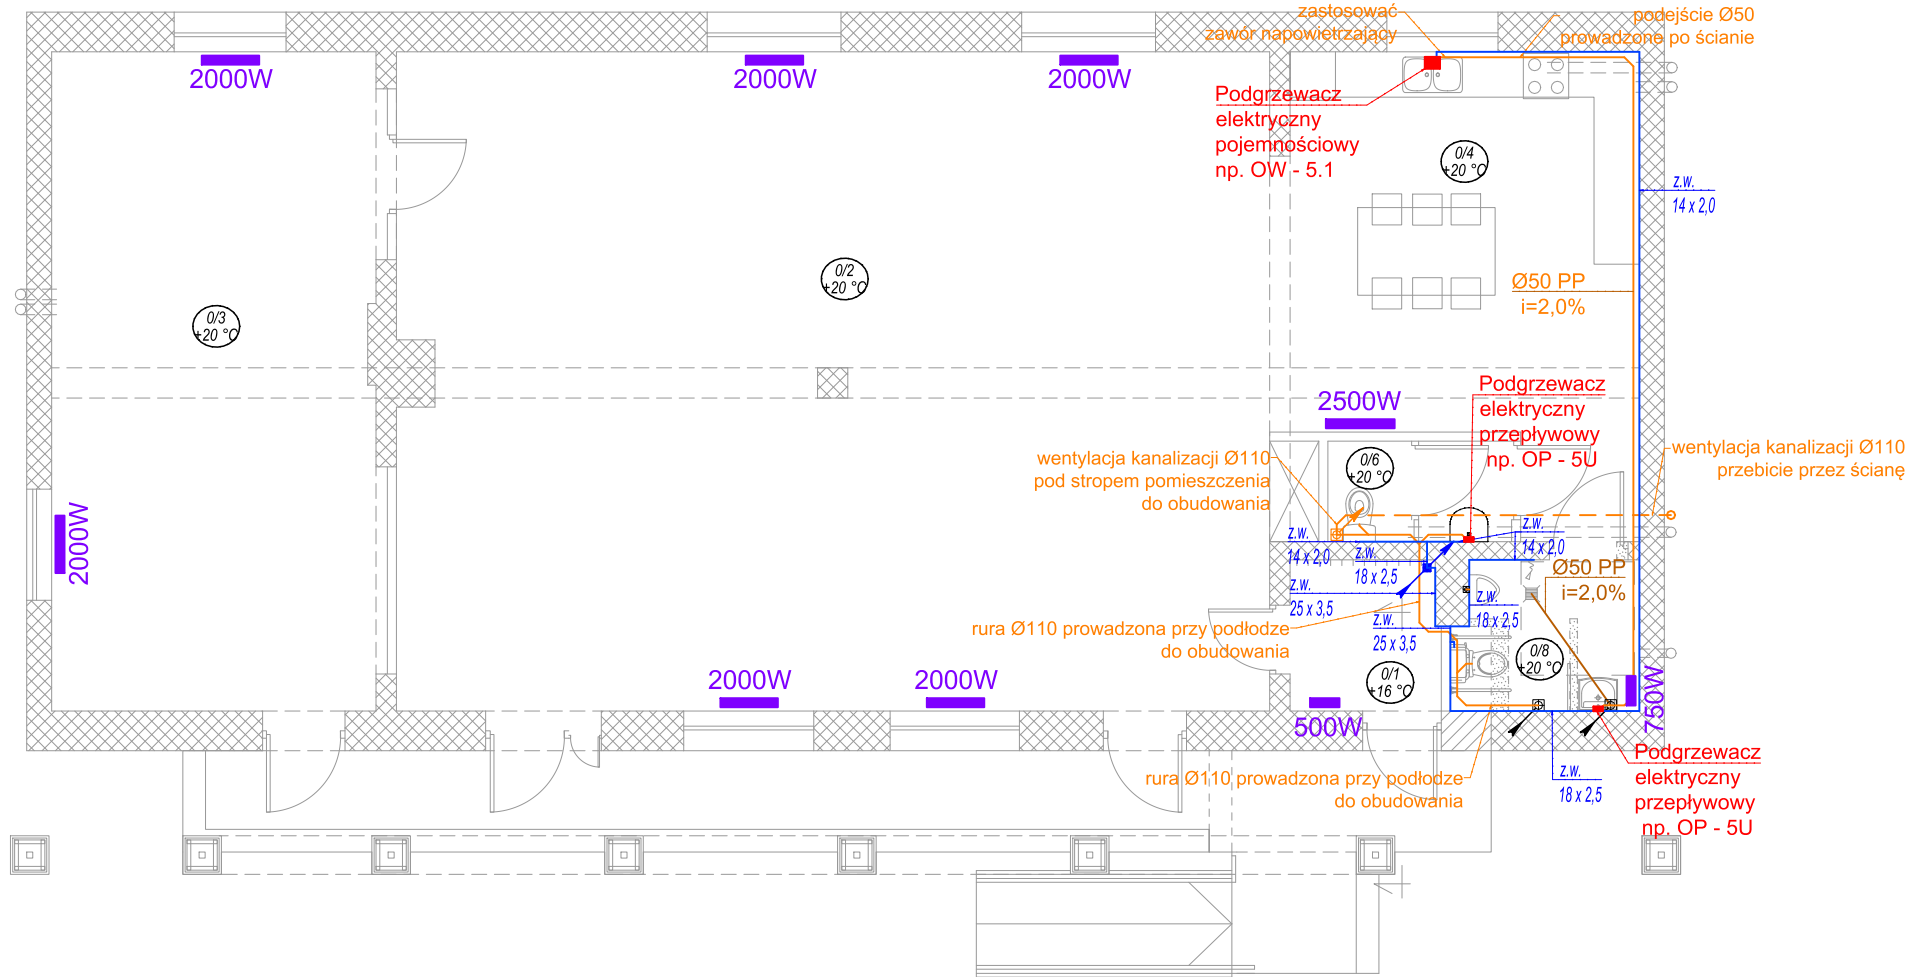 zastosować
zawór napowietrzający
podejście Ø50
prowadzone po ścianie
2000W
2000W
2000W
Podgrzewacz
elektryczny
pojemnościowy
np. OW - 5.1
0/4
+20 °C
z.w.
14 x 2,0
0/2
+20 °C
0/3
+20 °C
Ø50 PP
i=2,0%
Podgrzewacz
elektryczny
przepływowy
np. OP - 5U
2500W
wentylacja kanalizacji Ø110
pod stropem pomieszczenia
do obudowania
0/6
+20 °C
wentylacja kanalizacji Ø110
przebicie przez ścianę
2000W
z.w.
14 x 2,0
z.w.
18 x 2,5
z.w.
14 x 2,0
Ø50 PP
i=2,0%
z.w.
25 x 3,5
z.w.
18 x 2,5
z.w.
25 x 3,5
rura Ø110 prowadzona przy podłodze
do obudowania
0/8
+20 °C
0/1
+16 °C
2000W
2000W
500W
750W
rura Ø110 prowadzona przy podłodze
do obudowania
z.w.
18 x 2,5
Podgrzewacz
elektryczny
przepływowy
np. OP - 5U